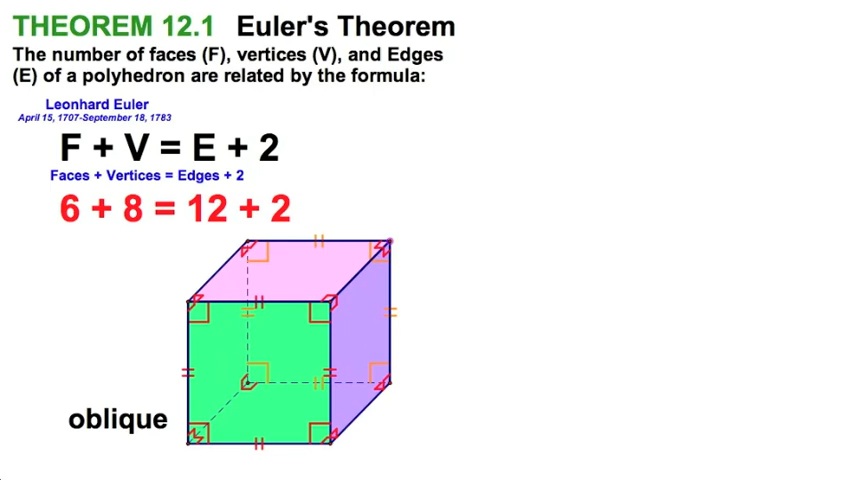 THEOREM 12.1 Euler's Theorem
The number of faces (F), vertices (V), and Edges
(E) of a polyhedron are related by the formula:
Leonhard Euler
April 15, 1707-September 18, 1783
F + V = E + 2
Faces + Vertices = Edges + 2
6 + 8 = 12 + 2
oblique